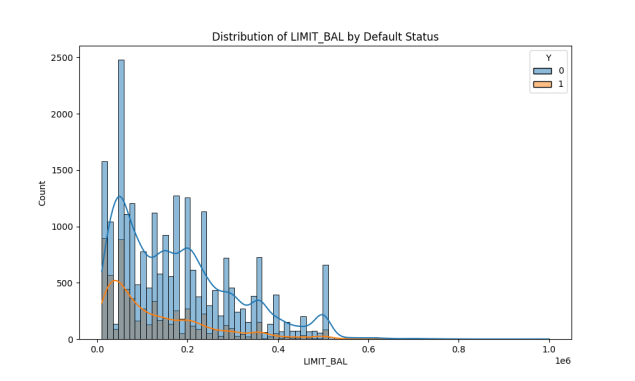 Distribution of LIMIT_BAL by Default Status
Y
0
1
2500
2000
1500
1000
500
0
Count
0.0 0.2 0.4 0.6 0.8 1.0
1e6
LIMIT_BAL